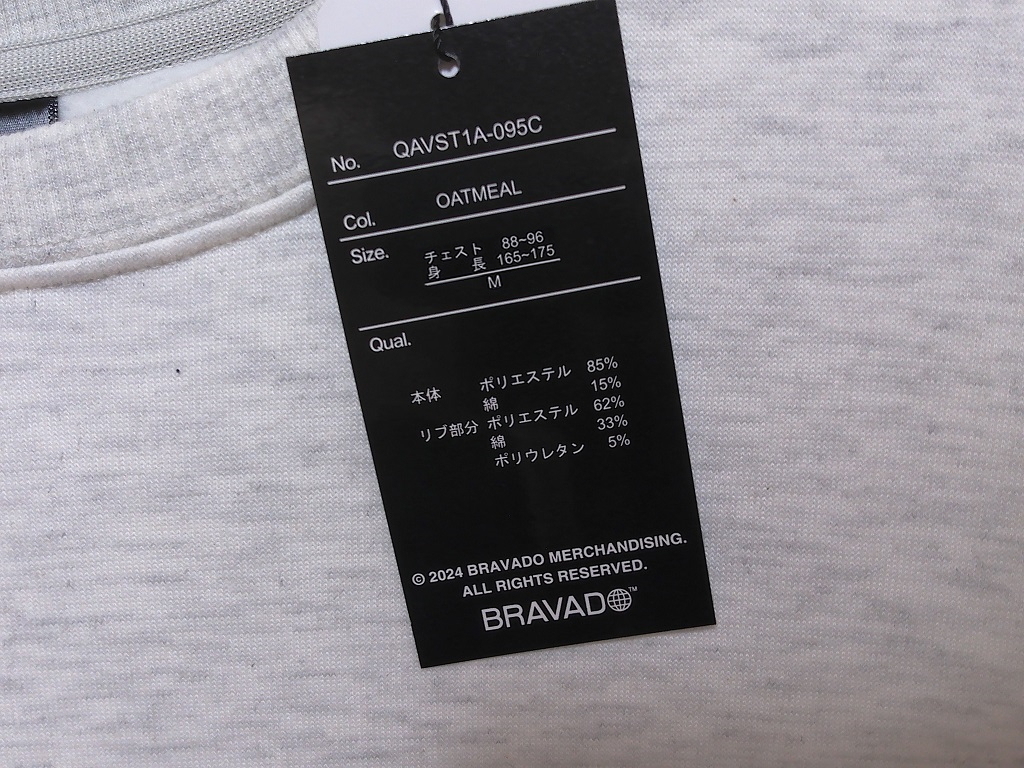 No. QAVST1A-095C
Col. OATMEAL
Size. チェスト 88~96
身 長 165~175
M
Qual.
本体 ポリエステル 85%
綿 15%
リブ部分 ポリエステル 62%
綿 33%
ポリウレタン 5%
© 2024 BRAVADO MERCHANDISING.
ALL RIGHTS RESERVED.
BRAVADO™